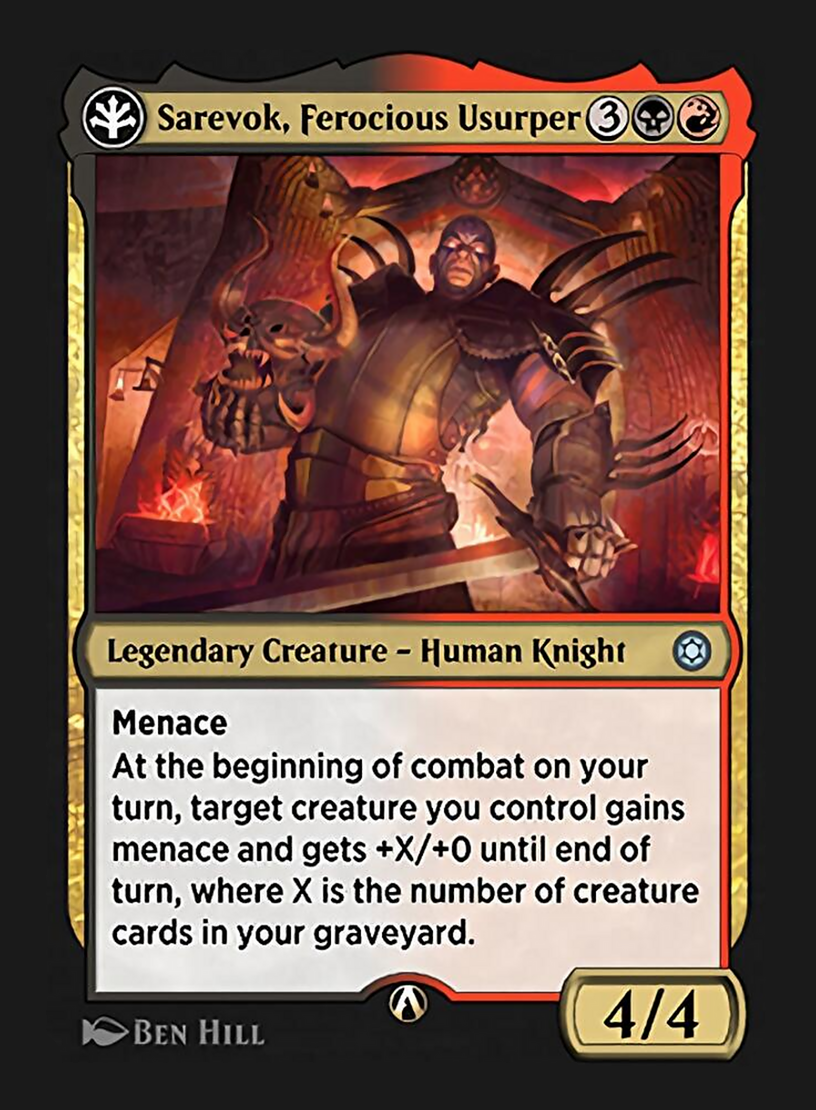 Sarevok, Ferocious Usurper 3
Legendary Creature – Human Knight
Menace
At the beginning of combat on your
turn, target creature you control gains
menace and gets +X/+0 until end of
turn, where X is the number of creature
cards in your graveyard.
4/4
Ben Hill